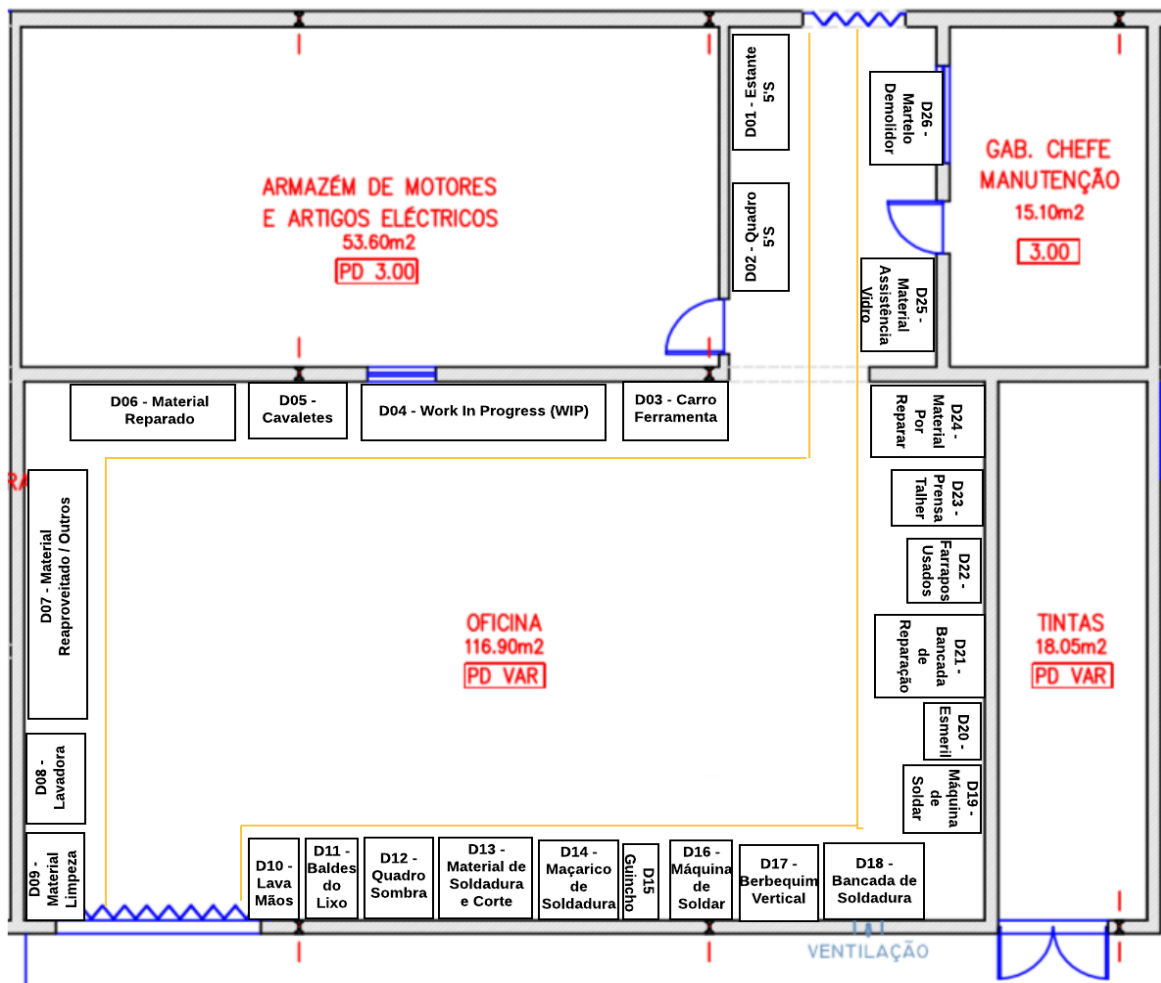 D01 - Estante
5'S
D26 -
Martelo
Demolidor
ARMAZÉM DE MOTORES
E ARTIGOS ELÉCTRICOS
53.60m2
PD 3.00
GAB. CHEFE
MANUTENÇÃO
15.10m2
3.00
D02 - Quadro
5'S
D25 -
Material
Assistência
Vidro
D06 - Material
Reparado
D05 -
Cavaletes
D04 - Work In Progress (WIP)
D03 - Carro
Ferramenta
D24 -
Material
Por
Reparar
RA
D07 - Material
Reaproveitado / Outros
D23 -
Prensa
Talher
D22 -
Farrapos
Usados
OFICINA
116.90m2
PD VAR
D21 -
Bancada
de
Reparação
TINTAS
18.05m2
PD VAR
D20 -
Esmeril
D08 -
Lavadora
D19 -
Máquina
de
Soldar
D09 -
Material
Limpeza
D10 -
Lava
Mãos
D11 -
Baldes
do
Lixo
D12 -
Quadro
Sombra
D13 -
Material de
Soldadura
e Corte
D14 -
Maçarico
de
Soldadura
D15
Guincho
D16 -
Máquina
de
Soldar
D17 -
Berbequim
Vertical
D18 -
Bancada de
Soldadura
VENTILAÇÃO